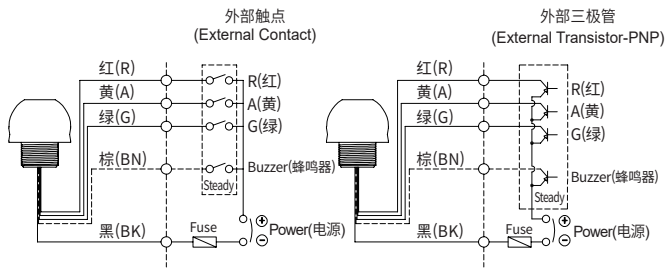 外部触点
(External Contact)
红(R)
黄(A)
绿(G)
棕(BN)
黑(BK)
R(红)
A(黄)
G(绿)
Buzzer(蜂鸣器)
Steady
Fuse
Power(电源)
外部三极管
(External Transistor-PNP)
红(R)
黄(A)
绿(G)
棕(BN)
黑(BK)
R(红)
A(黄)
G(绿)
Buzzer(蜂鸣器)
Steady
Fuse
Power(电源)